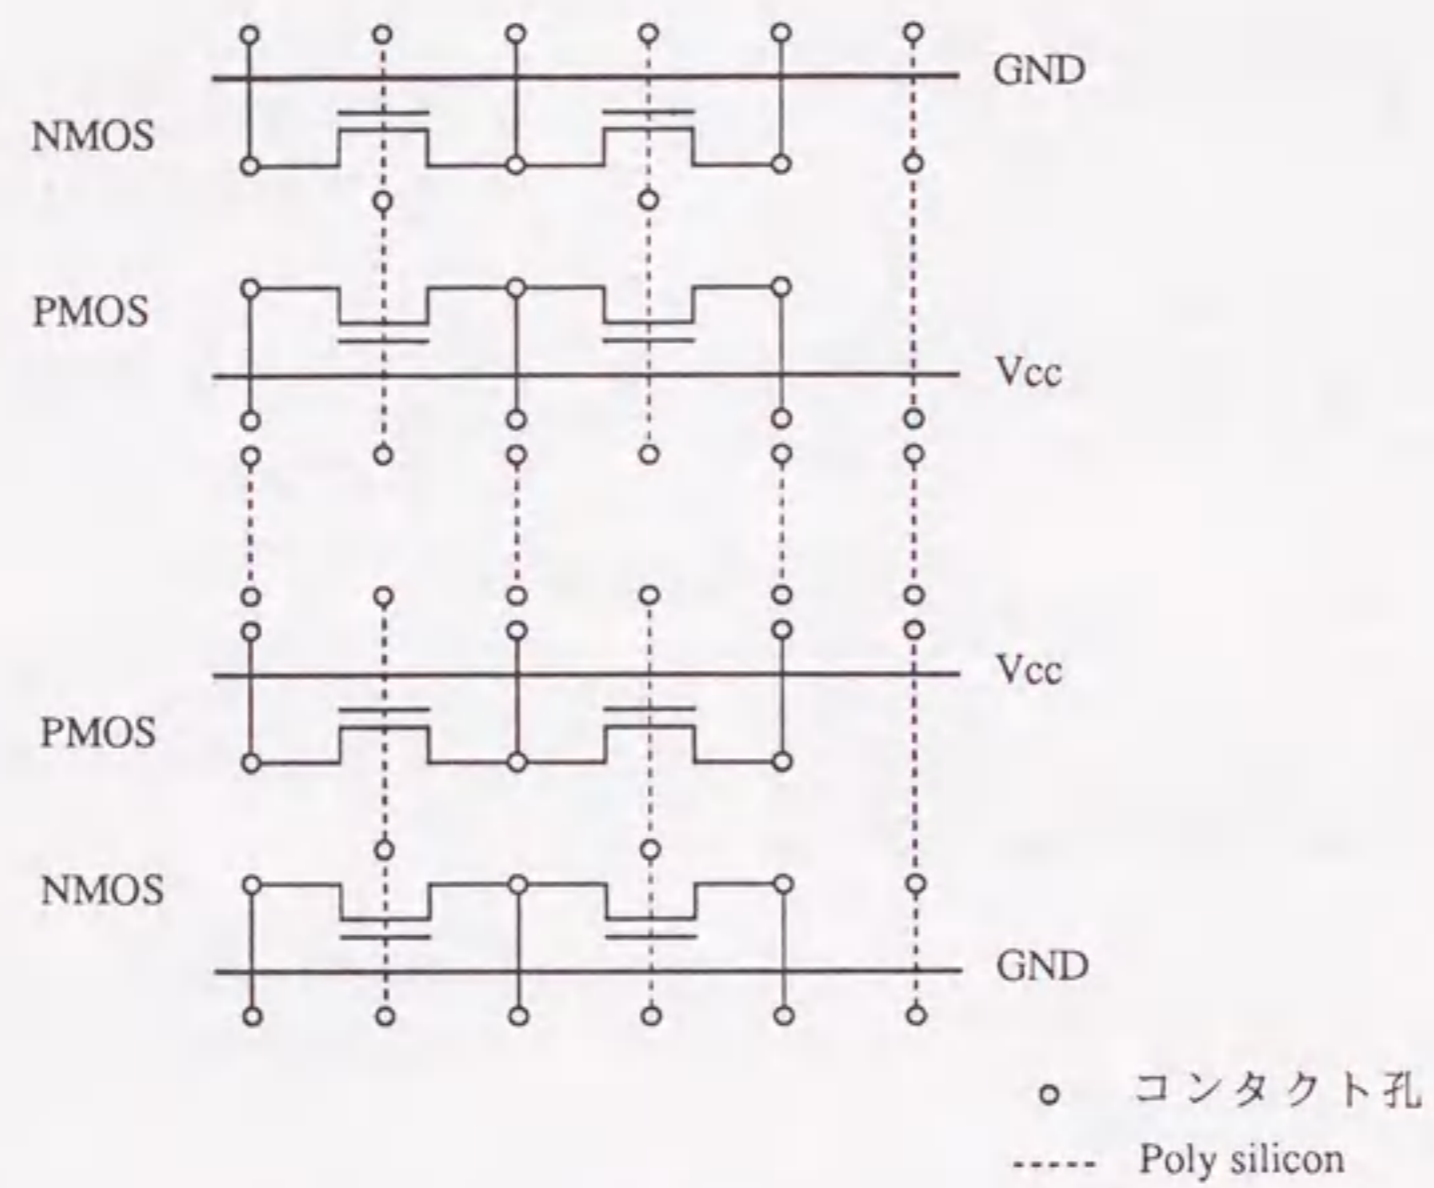 GND
NMOS
PMOS
Vcc
Vcc
PMOS
NMOS
GND
コンタクト孔
Poly silicon